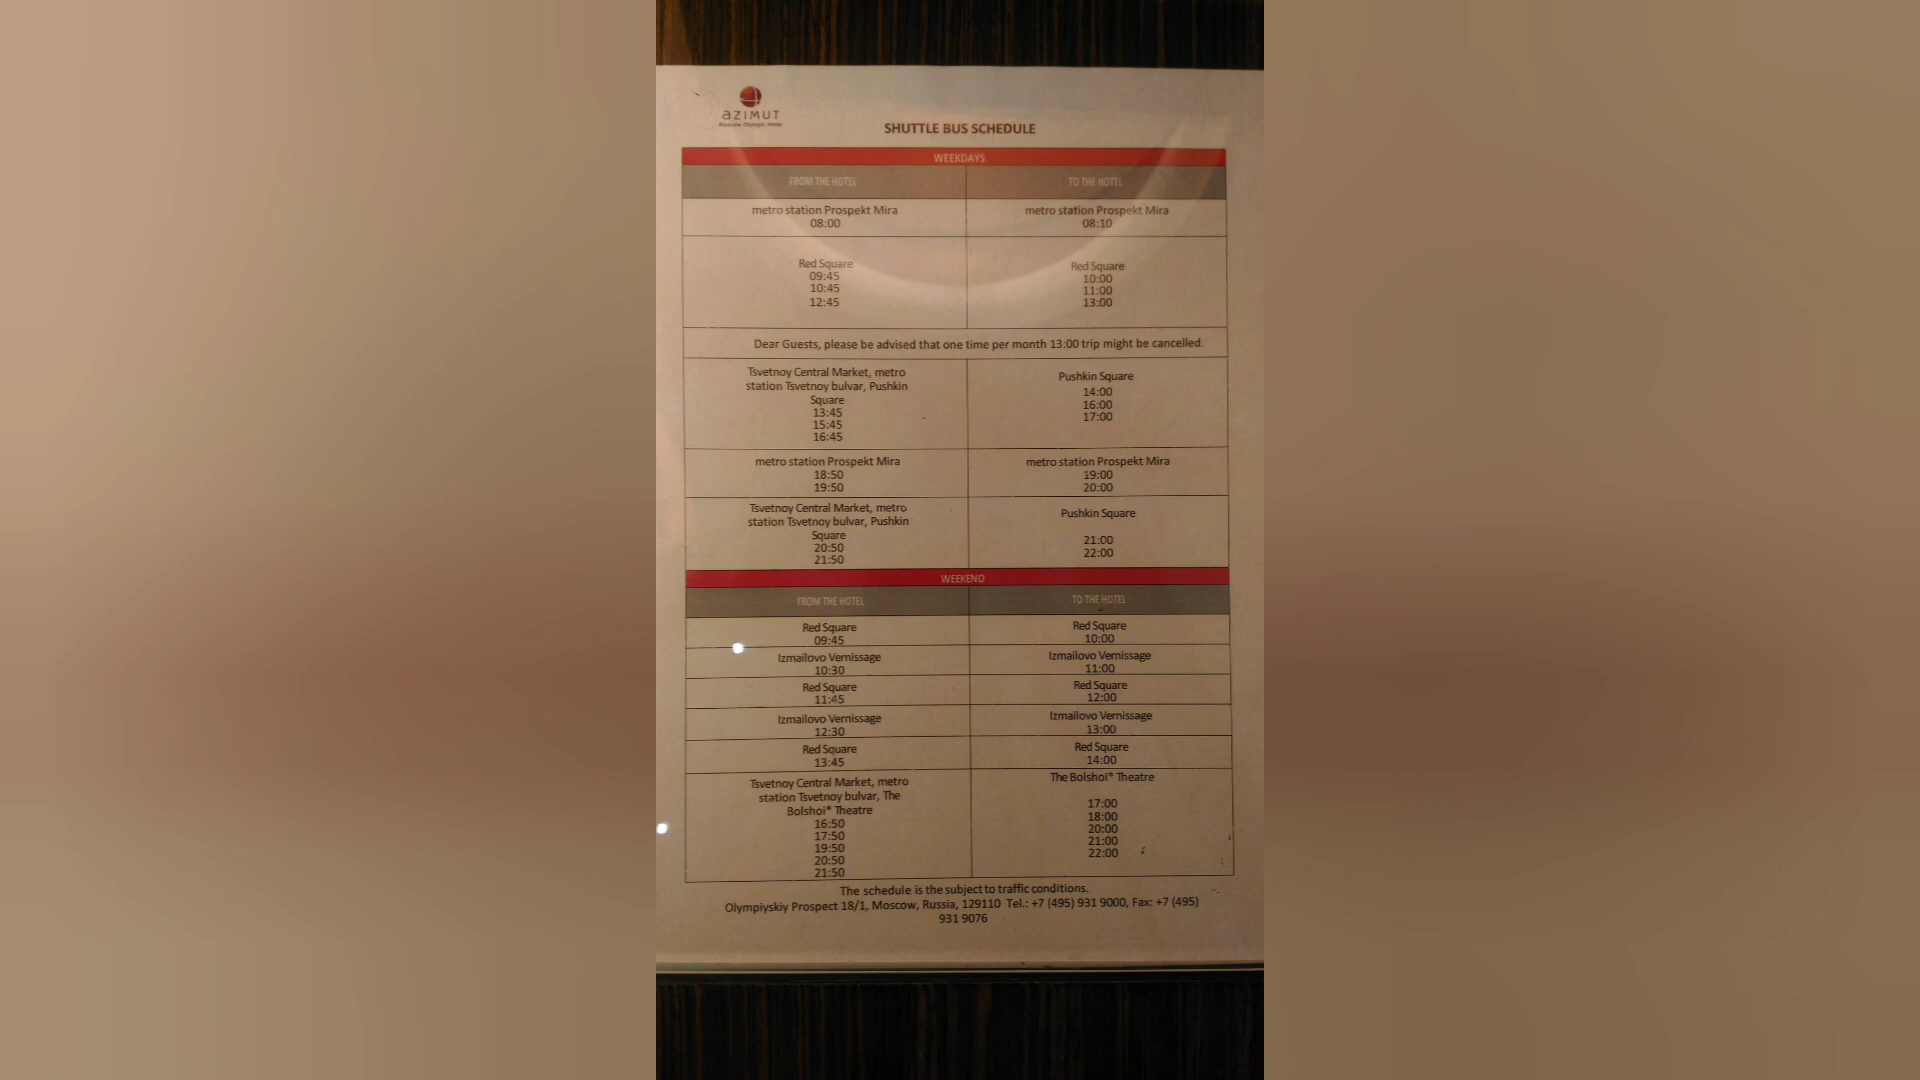 AZIMUT
Moscow Olympic Hotel
SHUTTLE BUS SCHEDULE
WEEKDAYS
FROM THE HOTEL
TO THE HOTEL
metro station Prospekt Mira
08:00
metro station Prospekt Mira
08:10
Red Square
09:45
10:45
12:45
Red Square
10:00
11:00
13:00
Dear Guests, please be advised that one time per month 13:00 trip might be cancelled.
Tsvetnoy Central Market, metro
station Tsvetnoy bulvar, Pushkin
Square
13:45
15:45
16:45
Pushkin Square
14:00
16:00
17:00
metro station Prospekt Mira
18:50
19:50
metro station Prospekt Mira
19:00
20:00
Tsvetnoy Central Market, metro
station Tsvetnoy bulvar, Pushkin
Square
20:50
21:50
Pushkin Square
21:00
22:00
WEEKEND
FROM THE HOTEL
TO THE HOTEL
Red Square
09:45
Red Square
10:00
Izmailovo Vernissage
10:30
Izmailovo Vernissage
11:00
Red Square
11:45
Red Square
12:00
Izmailovo Vernissage
12:30
Izmailovo Vernissage
13:00
Red Square
13:45
Red Square
14:00
Tsvetnoy Central Market, metro
station Tsvetnoy bulvar, The
Bolshoi* Theatre
16:50
17:50
19:50
20:50
21:50
The Bolshoi* Theatre
17:00
18:00
20:00
21:00
22:00
The schedule is the subject to traffic conditions.
Olympiyskiy Prospect 18/1, Moscow, Russia, 129110 Tel.: +7 (495) 931 9000, Fax: +7 (495)
931 9076